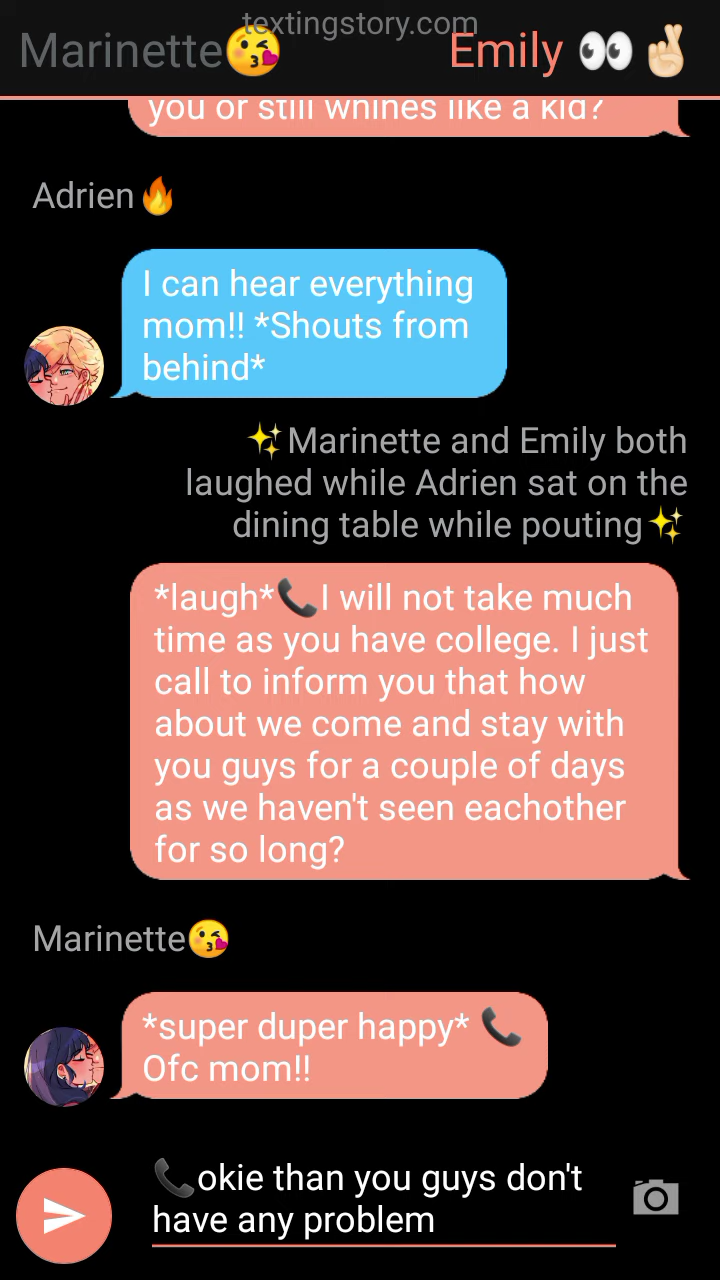 textingstory.com
Marinette😘 Emily 👀🤞🏻
you or still whines like a kid?
Adrien🔥
I can hear everything
mom!! *Shouts from
behind*
✨Marinette and Emily both
laughed while Adrien sat on the
dining table while pouting✨
*laugh*📞I will not take much
time as you have college. I just
call to inform you that how
about we come and stay with
you guys for a couple of days
as we haven't seen eachother
for so long?
Marinette😘
*super duper happy* 📞
Ofc mom!!
📞okie than you guys don't
have any problem